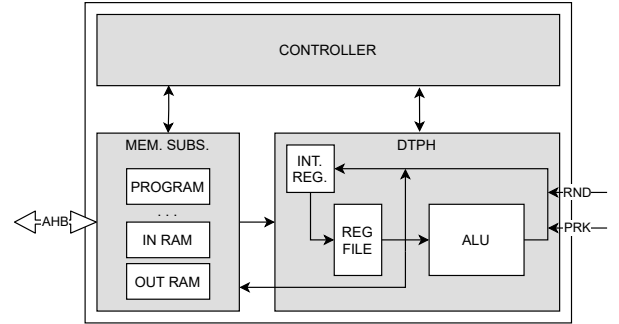 CONTROLLER
MEM. SUBS.
DTPH
INT.
REG.
PROGRAM
. . .
RND
AHB
IN RAM
REG
FILE
ALU
PRK
OUT RAM